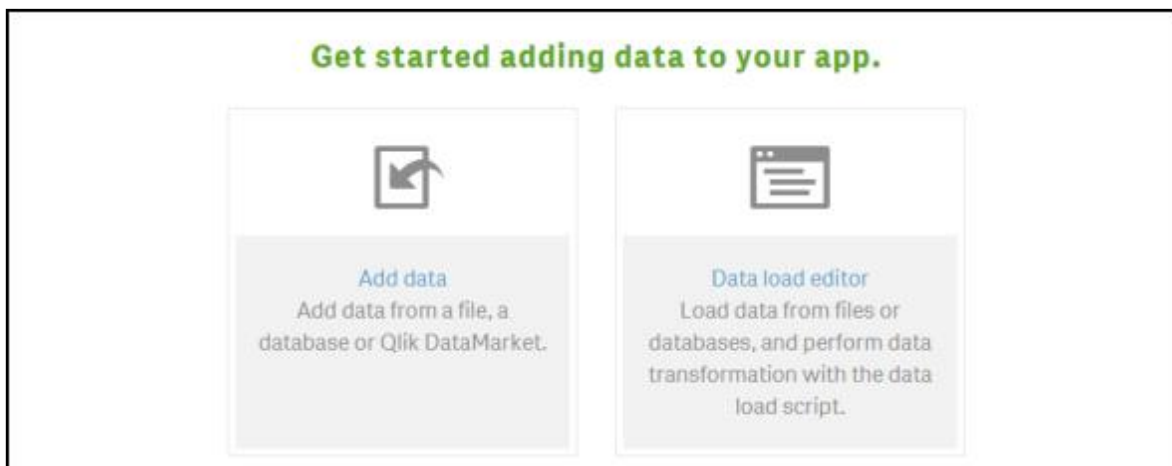 Get started adding data to your app.
Add data
Add data from a file, a
database or Qlik DataMarket.
Data load editor
Load data from files or
databases, and perform data
transformation with the data
load script.